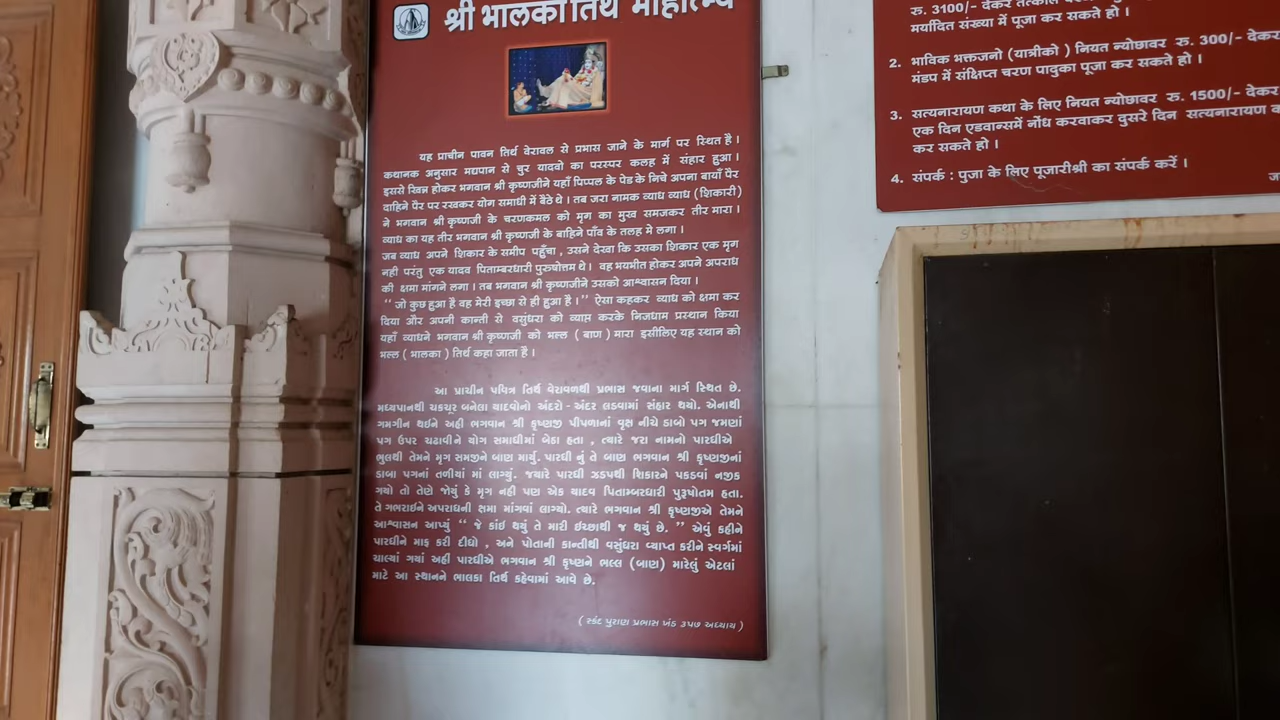 श्री भालका तिर्थ माहात्म्य
यह प्राचीन पावन तिर्थ वेरावल से प्रभास जाने के मार्ग पर स्थित है ।
कथानक अनुसार मद्यपान से चुर यादवों का परस्पर कलह में संहार हुआ ।
इससे खिन्न होकर भगवान श्री कृष्णजीने यहाँ पिप्पल के पेड के निचे अपना बायाँ पैर
दाहिने पैर पर रखकर योग समाधी में बैठे थे । तब जरा नामक व्याध व्याध (शिकारी)
ने भगवान श्री कृष्णजी के चरणकमल को मृग का मुख समजकर तीर मारा ।
व्याध का यह तीर भगवान श्री कृष्णजी के बाहिने पाँव के तलह मे लगा ।
जब व्याध अपने शिकार के समीप पहुँचा , उसने देखा कि उसका शिकार एक मृग
नही परंतु एक यादव पिताम्बरधारी पुरुषोत्तम थे । वह भयभीत होकर अपने अपराध
की क्षमा मांगने लगा । तब भगवान श्री कृष्णजीने उसको आश्वासन दिया ।
“ जो कुछ हुआ है वह मेरी इच्छा से ही हुआ है । ” ऐसा कहकर व्याध को क्षमा कर
दिया और अपनी कान्ती से वसुंधरा को व्याप्त करके निजधाम प्रस्थान किया
यहाँ व्याधने भगवान श्री कृष्णजी को भल्ल ( बाण ) मारा इसीलिए यह स्थान को
भल्ल ( भालका ) तिर्थ कहा जाता है ।
આ પ્રાચીન પવિત્ર તિર્થ વેરાવળથી પ્રભાસ જવાના માર્ગ સ્થિત છે.
મધ્યપાનથી ચકચૂર બનેલા યાદવોનો અંદરો - અંદર લડવામાં સંહાર થયો. એનાથી
ગમગીન થઈને અહી ભગવાન શ્રી કૃષ્ણજી પીપળાનાં વૃક્ષ નીચે ડાબો પગ જમણાં
પગ ઉપર ચઢાવીને યોગ સમાધીમાં બેઠા હતા , ત્યારે જરા નામનો પારધીએ
ભુલથી તેમને મૃગ સમજીને બાણ માર્યુ. પારધી નું તે બાણ ભગવાન શ્રી કૃષ્ણજીનાં
ડાબા પગનાં તળીયાં માં લાગ્યું. જ્યારે પારધી ઝડપથી શિકારને પકડવાં નજીક
ગયો તો તેણે જોયું કે મૃગ નહી પણ એક યાદવ પિતામ્બરધારી પુરૂષોતમ હતા.
તે ગભરાઈને અપરાધની ક્ષમા માંગવાં લાગ્યો. ત્યારે ભગવાન શ્રી કૃષ્ણજીએ તેમને
આશ્વાસન આપ્યું “ જે કાંઈ થયું તે મારી ઈચ્છાથી જ થયું છે. ” એવું કહીને
પારધીને માફ કરી દીધો , અને પોતાની કાન્તીથી વસુંધરા વ્યાપ્ત કરીને સ્વર્ગમાં
ચાલ્યાં ગયાં અહીં પારધીએ ભગવાન શ્રી કૃષ્ણને ભલ્લ (બાણ) મારેલું એટલાં
માટે આ સ્થાનને ભાલકા તિર્થ કહેવામાં આવે છે.
( સ્કંદ પુરાણ પ્રભાસ ખંડ ૩૫૭ અધ્યાય )
रु. 3100/- देकर तत्काल
मर्यादित संख्या में पूजा कर सकते हो ।
2. भाविक भक्तजनो (यात्रीको ) नियत न्योछावर रु. 300/- देकर
मंडप में संक्षिप्त चरण पादुका पूजा कर सकते हो ।
3. सत्यनारायण कथा के लिए नियत न्योछावर रु. 1500/- देकर
एक दिन एडवान्समें नोंध करवाकर दुसरे दिन सत्यनारायण
कर सकते हो ।
4. संपर्क : पुजा के लिए पूजारीश्री का संपर्क करें ।